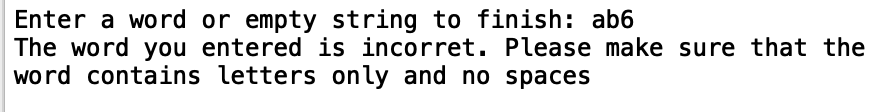 Enter a word or empty string to finish: ab6
The word you entered is incorret. Please make sure that the
word contains letters only and no spaces